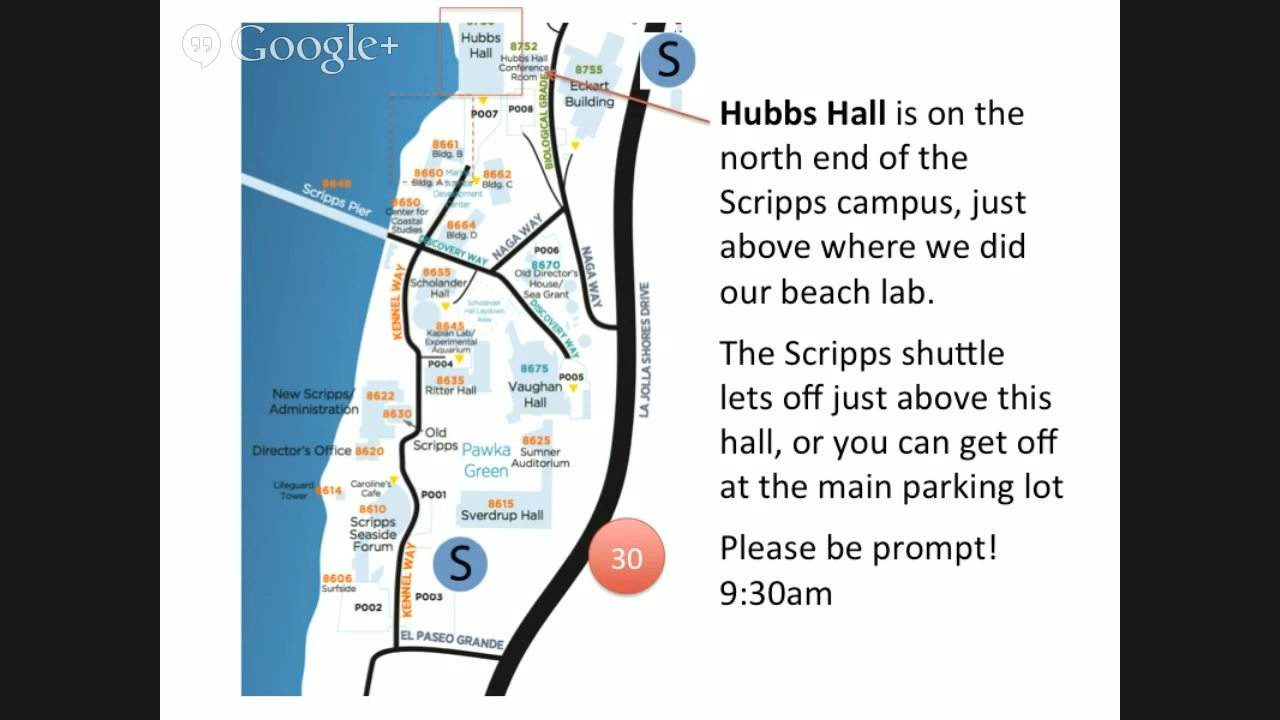 Google+
Hubbs
Hall
8752
Hubbs Hall
Conference
Room
8755
Eckart
Building
S
P007
P008
BIOLOGICAL GRADE
8661
Bldg. B
8660
Bldg. A
8662
Bldg. C
8650
Center for
Coastal
Studies
8664
Bldg. D
Scripps Pier
DISCOVERY WAY
NAGA WAY
P006
8670
Old Director's
House/
Sea Grant
NAGA WAY
KENNEL WAY
8655
Scholander
Hall
Scholander
Hall Laydown
Area
DISCOVERY WAY
8645
Kaplan Lab/
Experimental
Aquarium
P004
8635
Ritter Hall
8675
Vaughan
Hall
P005
LA JOLLA SHORES DRIVE
New Scripps/
Administration
8622
8630
Old
Scripps
Director's Office 8620
Pawka
Green
8625
Sumner
Auditorium
Lifeguard
Tower
8614
Caroline's
Cafe
P001
8610
Scripps
Seaside
Forum
8615
Sverdrup Hall
S
30
8606
Surfside
P002
KENNEL WAY
P003
EL PASEO GRANDE
Hubbs Hall is on the
north end of the
Scripps campus, just
above where we did
our beach lab.
The Scripps shuttle
lets off just above this
hall, or you can get off
at the main parking lot
Please be prompt!
9:30am